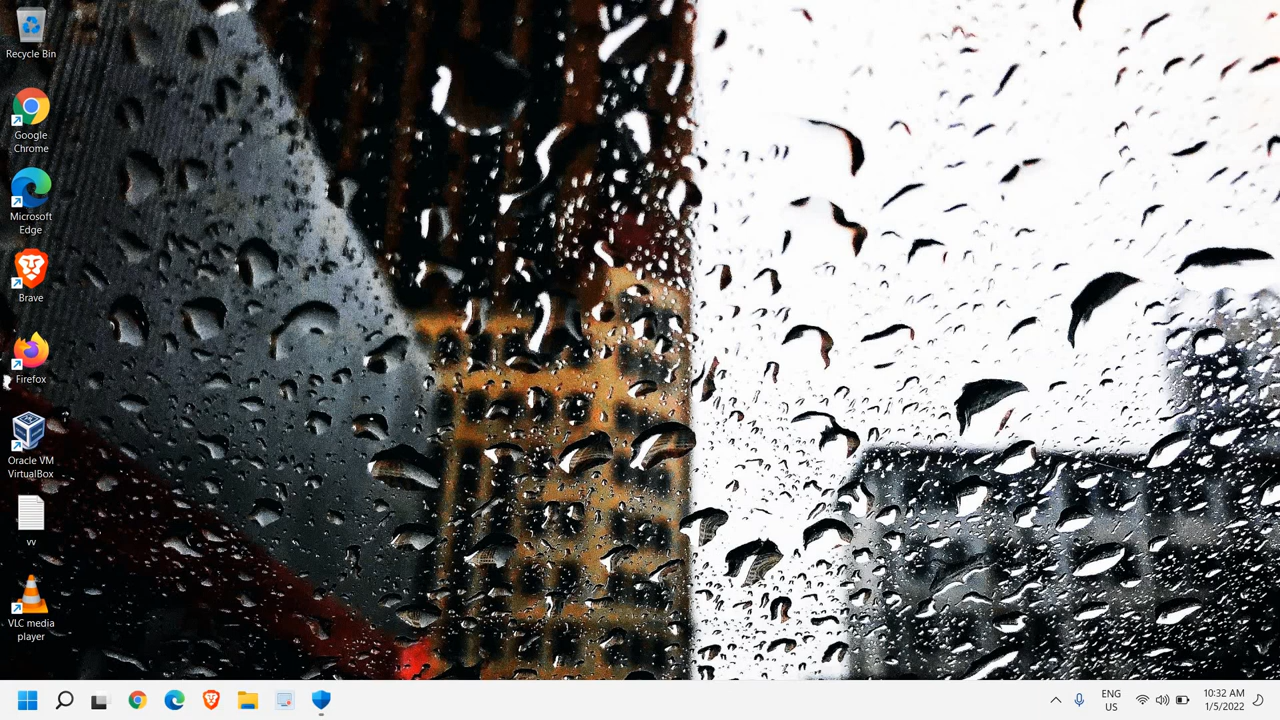 Recycle Bin
Google
Chrome
Microsoft
Edge
Brave
Firefox
Oracle VM
VirtualBox
vv
VLC media
player
ENG
US
10:32 AM
1/5/2022